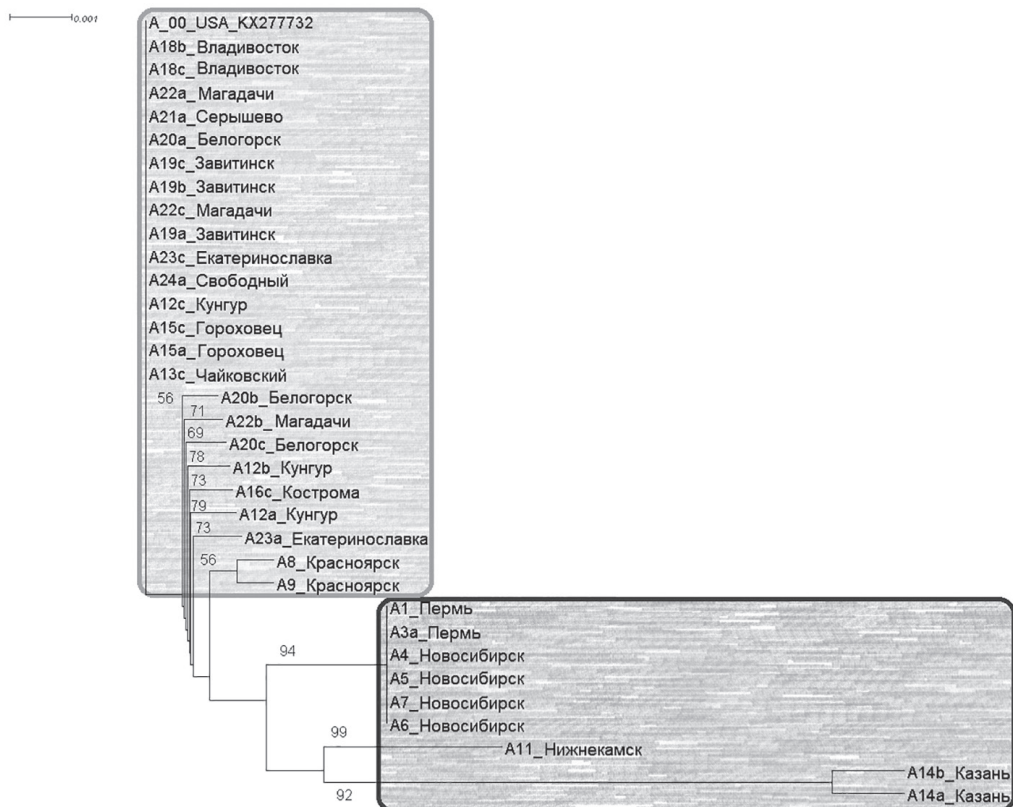 0.001
A_00_USA_KX277732
A18b_Владивосток
A18c_Владивосток
A22a_Магадачи
A21a_Серышево
A20a_Белогорск
A19c_Завитинск
A19b_Завитинск
A22c_Магадачи
A19a_Завитинск
A23c_Екатеринославка
A24a_Свободный
A12c_Кунгур
A15c_Гороховец
A15a_Гороховец
A13c_Чайковский
56
A20b_Белогорск
71
A22b_Магадачи
69
A20c_Белогорск
78
A12b_Кунгур
73
A16c_Кострома
79
A12a_Кунгур
73
A23a_Екатеринославка
56
A8_Красноярск
A9_Красноярск
A1_Пермь
A3a_Пермь
94
A4_Новосибирск
A5_Новосибирск
A7_Новосибирск
A6_Новосибирск
99
A11_Нижнекамск
A14b_Казань
92
A14a_Казань